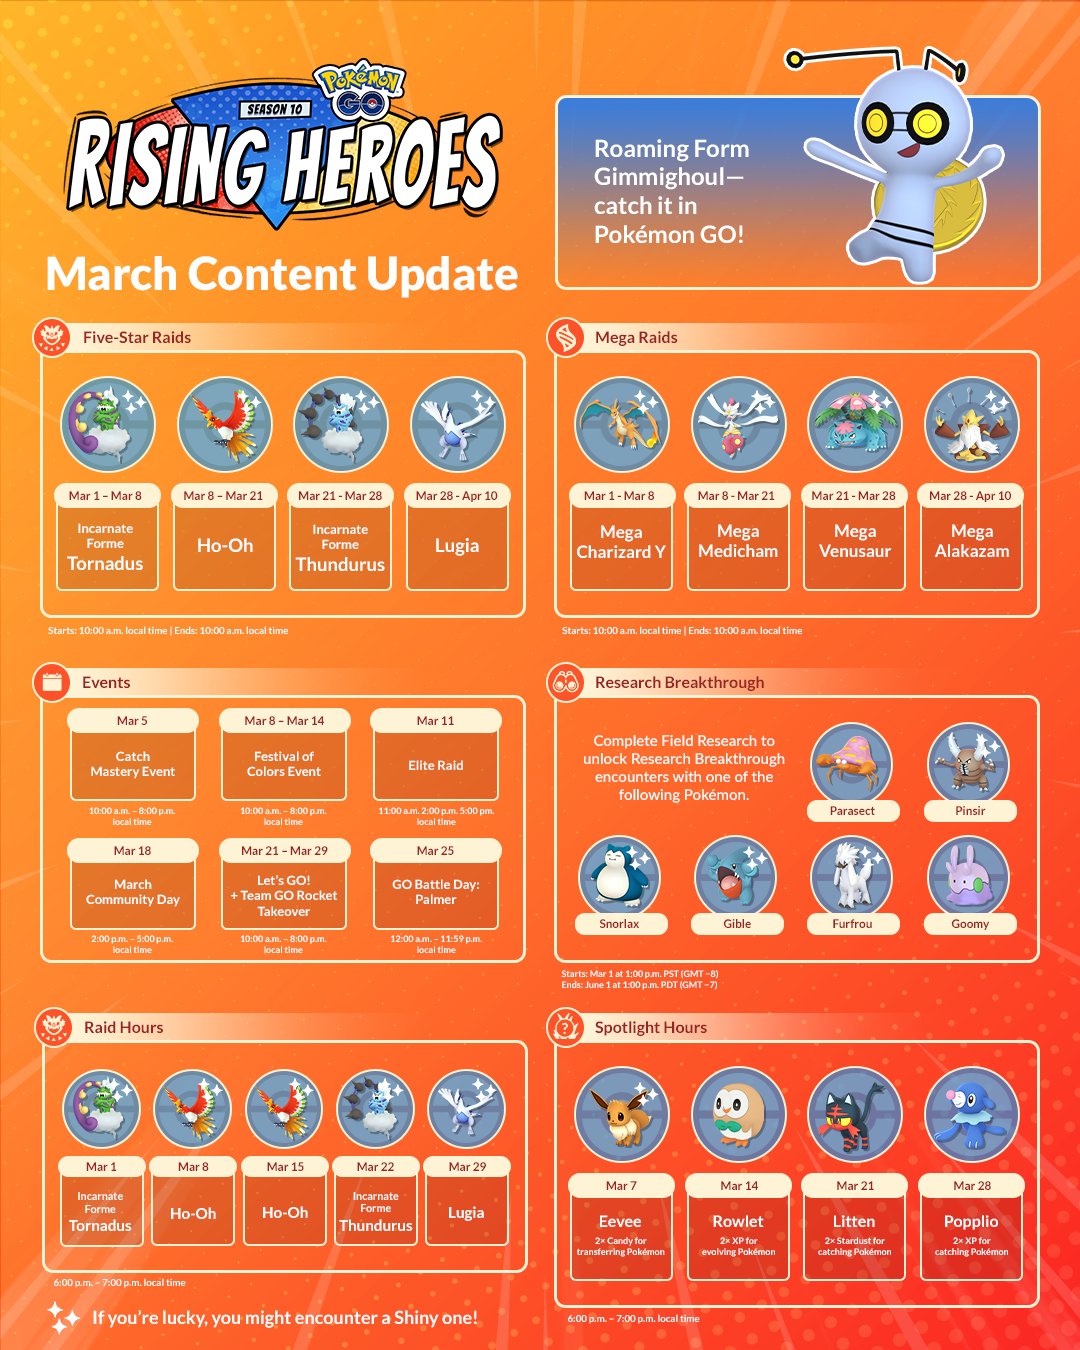 Pokémon
GO
SEASON 10
RISING HEROES
March Content Update
Roaming Form
Gimmighoul—
catch it in
Pokémon GO!
Five-Star Raids
Mar 1 – Mar 8
Incarnate
Forme
Tornadus
Mar 8 – Mar 21
Ho-Oh
Mar 21 - Mar 28
Incarnate
Forme
Thundurus
Mar 28 - Apr 10
Lugia
Starts: 10:00 a.m. local time | Ends: 10:00 a.m. local time
Mega Raids
Mar 1 - Mar 8
Mega
Charizard Y
Mar 8 - Mar 21
Mega
Medicham
Mar 21 - Mar 28
Mega
Venusaur
Mar 28 - Apr 10
Mega
Alakazam
Starts: 10:00 a.m. local time | Ends: 10:00 a.m. local time
Events
Mar 5
Catch
Mastery Event
10:00 a.m. – 8:00 p.m.
local time
Mar 8 – Mar 14
Festival of
Colors Event
10:00 a.m. – 8:00 p.m.
local time
Mar 11
Elite Raid
11:00 a.m. 2:00 p.m. 5:00 pm.
local time
Mar 18
March
Community Day
2:00 p.m. – 5:00 p.m.
local time
Mar 21 – Mar 29
Let's GO!
+ Team GO Rocket
Takeover
10:00 a.m. – 8:00 p.m.
local time
Mar 25
GO Battle Day:
Palmer
12:00 a.m. – 11:59 p.m.
local time
Research Breakthrough
Complete Field Research to
unlock Research Breakthrough
encounters with one of the
following Pokémon.
Parasect
Pinsir
Snorlax
Gible
Furfrou
Goomy
Starts: Mar 1 at 1:00 p.m. PST (GMT −8)
Ends: June 1 at 1:00 p.m. PDT (GMT −7)
Raid Hours
Mar 1
Incarnate
Forme
Tornadus
Mar 8
Ho-Oh
Mar 15
Ho-Oh
Mar 22
Incarnate
Forme
Thundurus
Mar 29
Lugia
6:00 p.m. – 7:00 p.m. local time
If you're lucky, you might encounter a Shiny one!
Spotlight Hours
?
Mar 7
Eevee
2× Candy for
transferring Pokémon
Mar 14
Rowlet
2× XP for
evolving Pokémon
Mar 21
Litten
2× Stardust for
catching Pokémon
Mar 28
Popplio
2× XP for
catching Pokémon
6:00 p.m. – 7:00 p.m. local time